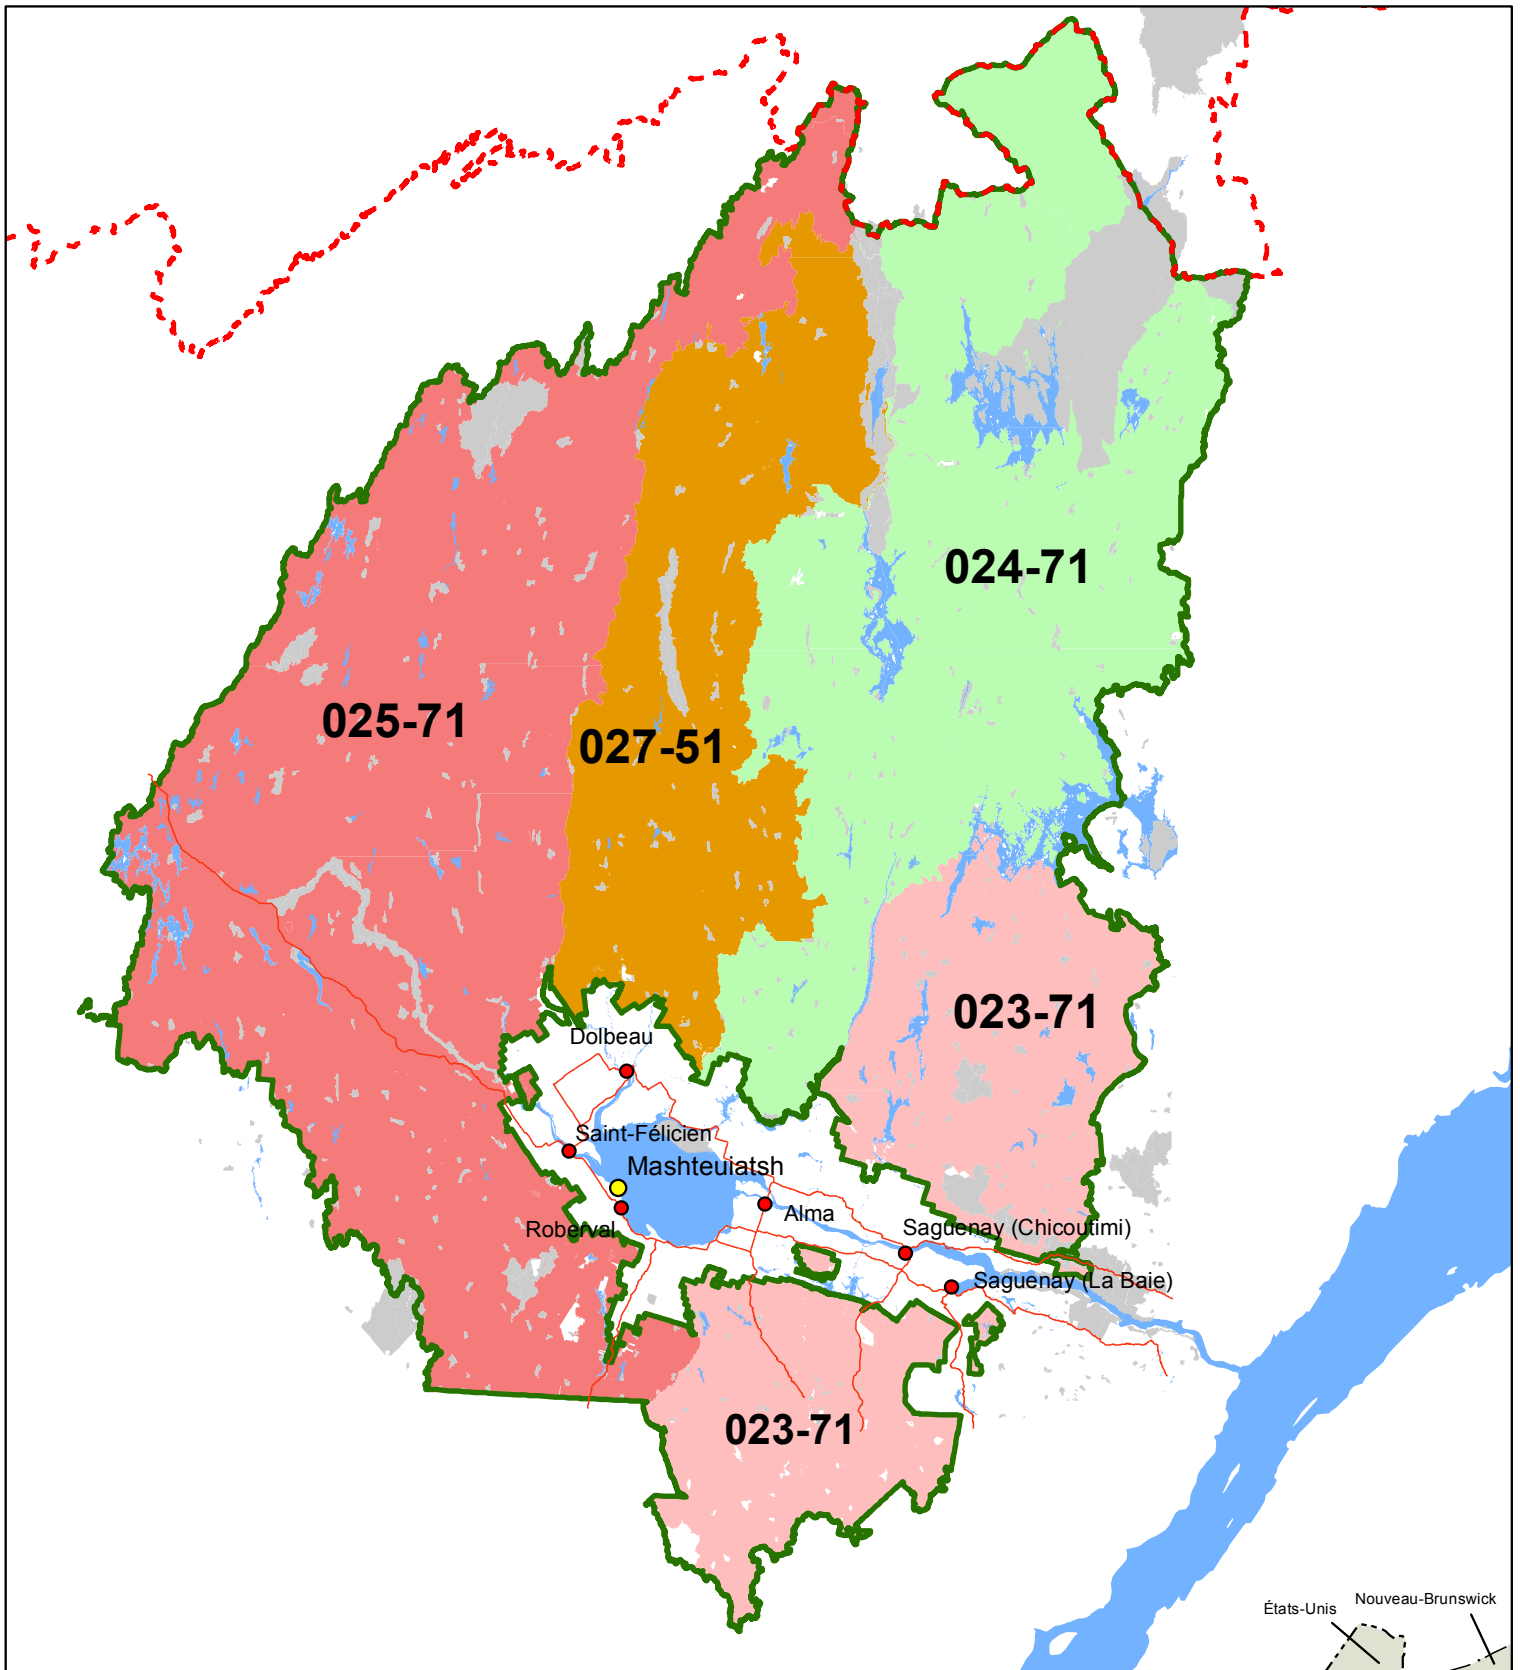 024-71
025-71
027-51
023-71
Dolbeau
Saint-Félicien
Mashteuiatsh
Roberval
Alma
Saguenay (Chicoutimi)
Saguenay (La Baie)
023-71
États-Unis
Nouveau-Brunswick